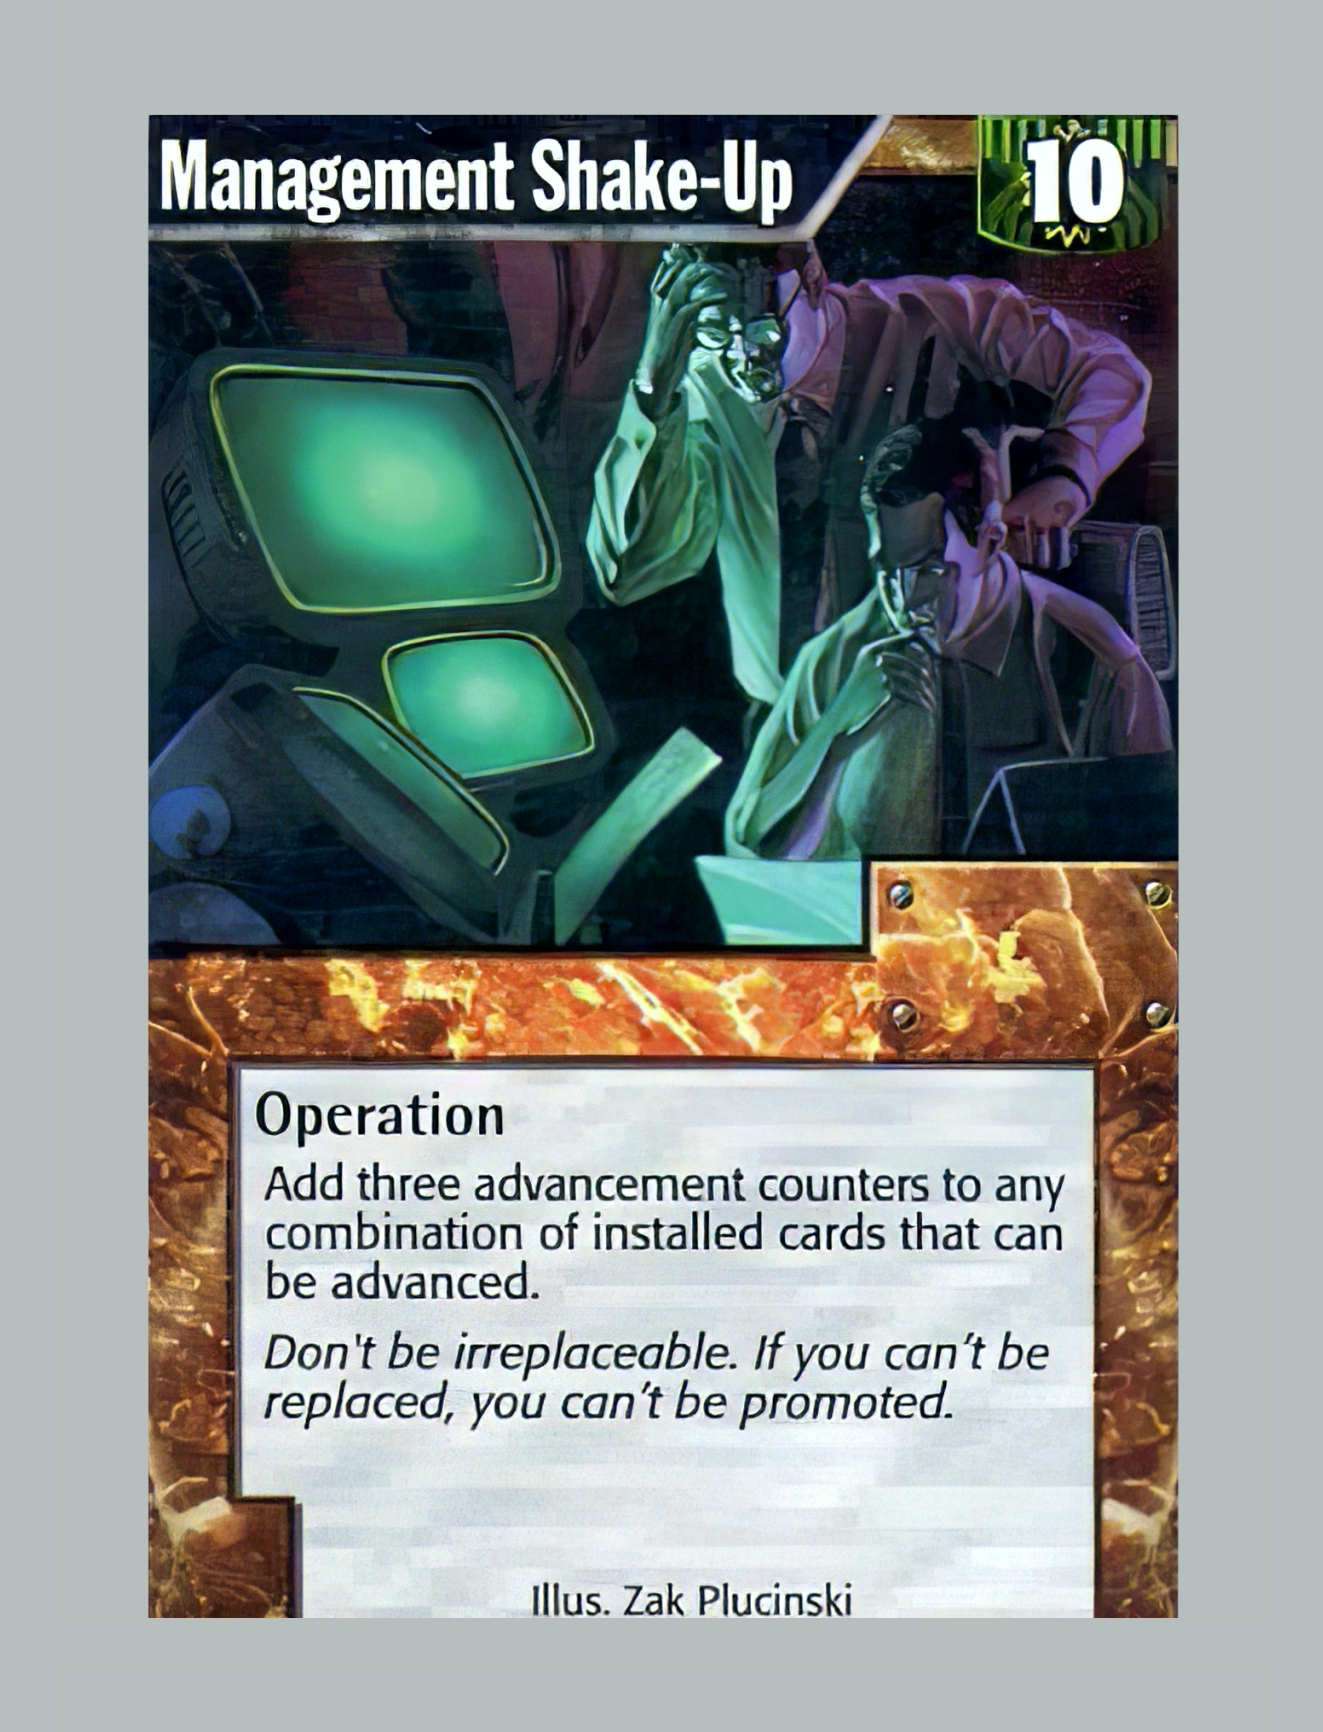 Management Shake-Up
10
Operation
Add three advancement counters to any
combination of installed cards that can
be advanced.
Don't be irreplaceable. If you can't be
replaced, you can't be promoted.
Illus. Zak Plucinski